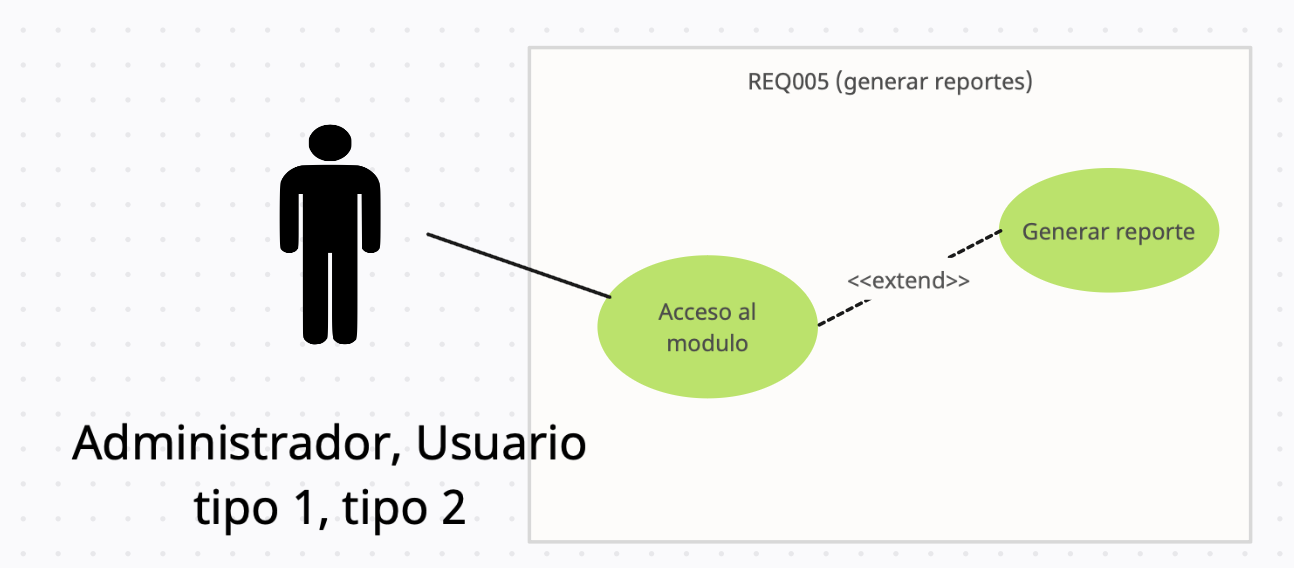 REQ005 (generar reportes)
Generar reporte
<<extend>>
Acceso al
modulo
Administrador, Usuario
tipo 1, tipo 2